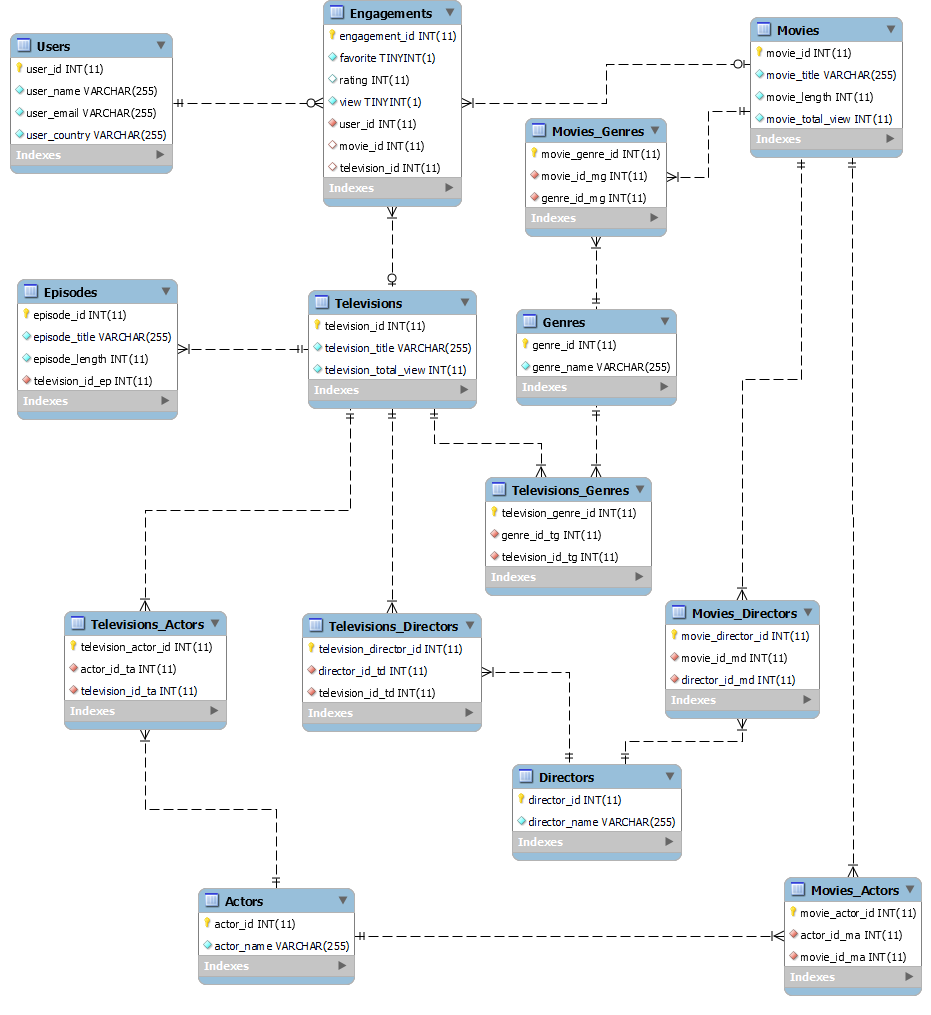 Engagements
engagement_id INT(11)
favorite TINYINT(1)
rating INT(11)
view TINYINT(1)
user_id INT(11)
movie_id INT(11)
television_id INT(11)
Indexes
Movies
movie_id INT(11)
movie_title VARCHAR(255)
movie_length INT(11)
movie_total_view INT(11)
Indexes
Users
user_id INT(11)
user_name VARCHAR(255)
user_email VARCHAR(255)
user_country VARCHAR(255)
Indexes
Movies_Genres
movie_genre_id INT(11)
movie_id_mg INT(11)
genre_id_mg INT(11)
Indexes
Episodes
episode_id INT(11)
episode_title VARCHAR(255)
episode_length INT(11)
television_id_ep INT(11)
Indexes
Televisions
television_id INT(11)
television_title VARCHAR(255)
television_total_view INT(11)
Indexes
Genres
genre_id INT(11)
genre_name VARCHAR(255)
Indexes
Televisions_Genres
television_genre_id INT(11)
genre_id_tg INT(11)
television_id_tg INT(11)
Indexes
Televisions_Actors
television_actor_id INT(11)
actor_id_ta INT(11)
television_id_ta INT(11)
Indexes
Televisions_Directors
television_director_id INT(11)
director_id_td INT(11)
television_id_td INT(11)
Indexes
Movies_Directors
movie_director_id INT(11)
movie_id_md INT(11)
director_id_md INT(11)
Indexes
Directors
director_id INT(11)
director_name VARCHAR(255)
Indexes
Actors
actor_id INT(11)
actor_name VARCHAR(255)
Indexes
Movies_Actors
movie_actor_id INT(11)
actor_id_ma INT(11)
movie_id_ma INT(11)
Indexes